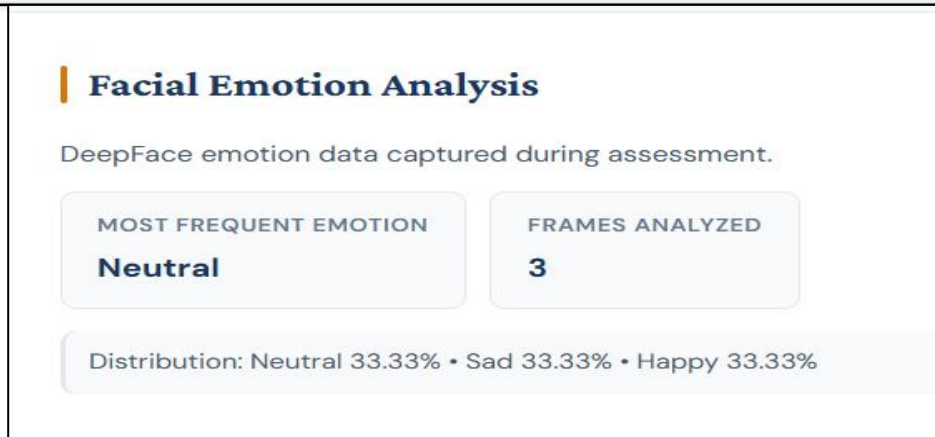 Facial Emotion Analysis
DeepFace emotion data captured during assessment.
MOST FREQUENT EMOTION
Neutral
FRAMES ANALYZED
3
Distribution: Neutral 33.33% • Sad 33.33% • Happy 33.33%